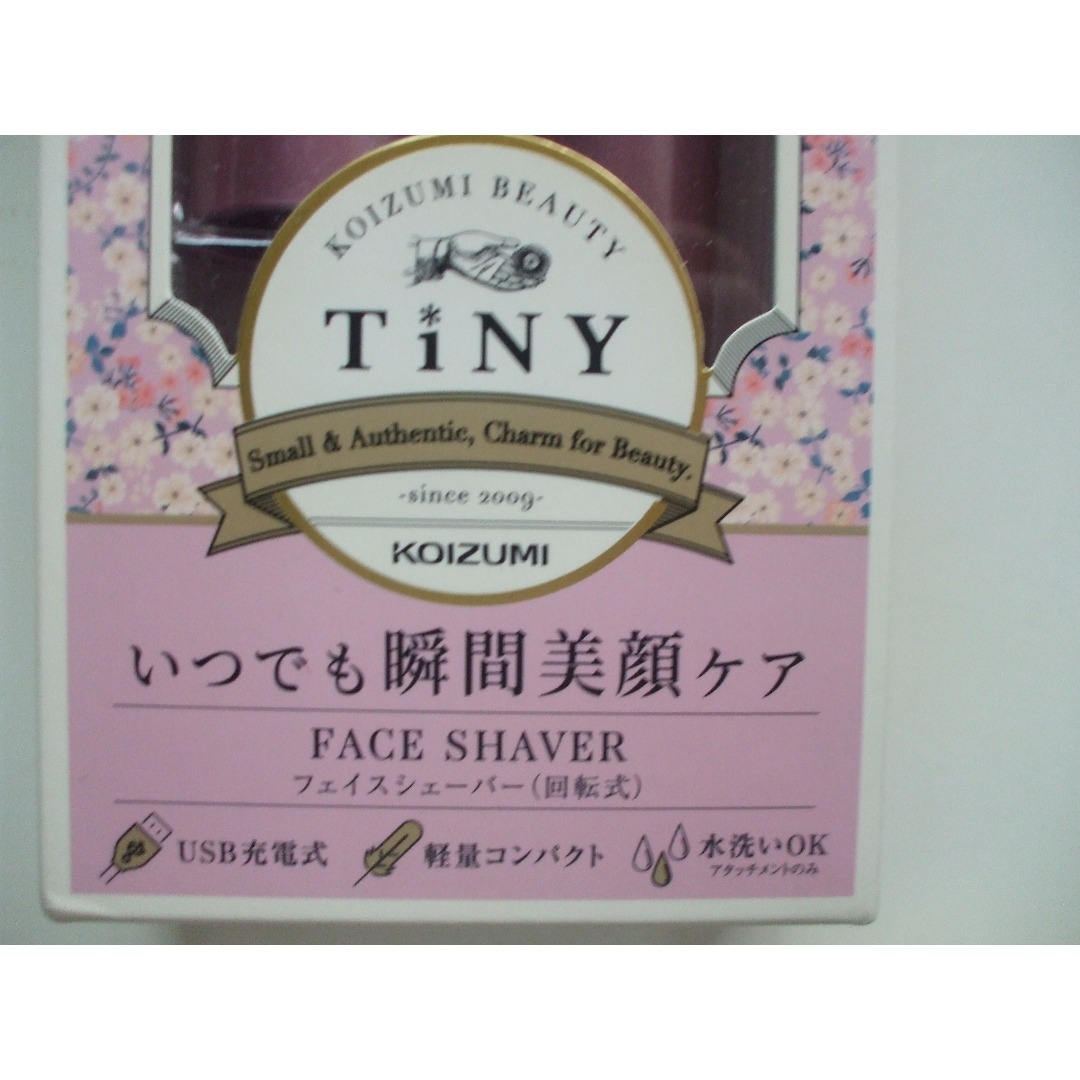 KOIZUMI BEAUTY
TiNY
Small & Authentic, Charm for Beauty.
-since 2009-
KOIZUMI
いつでも瞬間美顔ケア
FACE SHAVER
フェイスシェーバー(回転式)
USB充電式
軽量コンパクト
水洗いOK
アタッチメントのみ